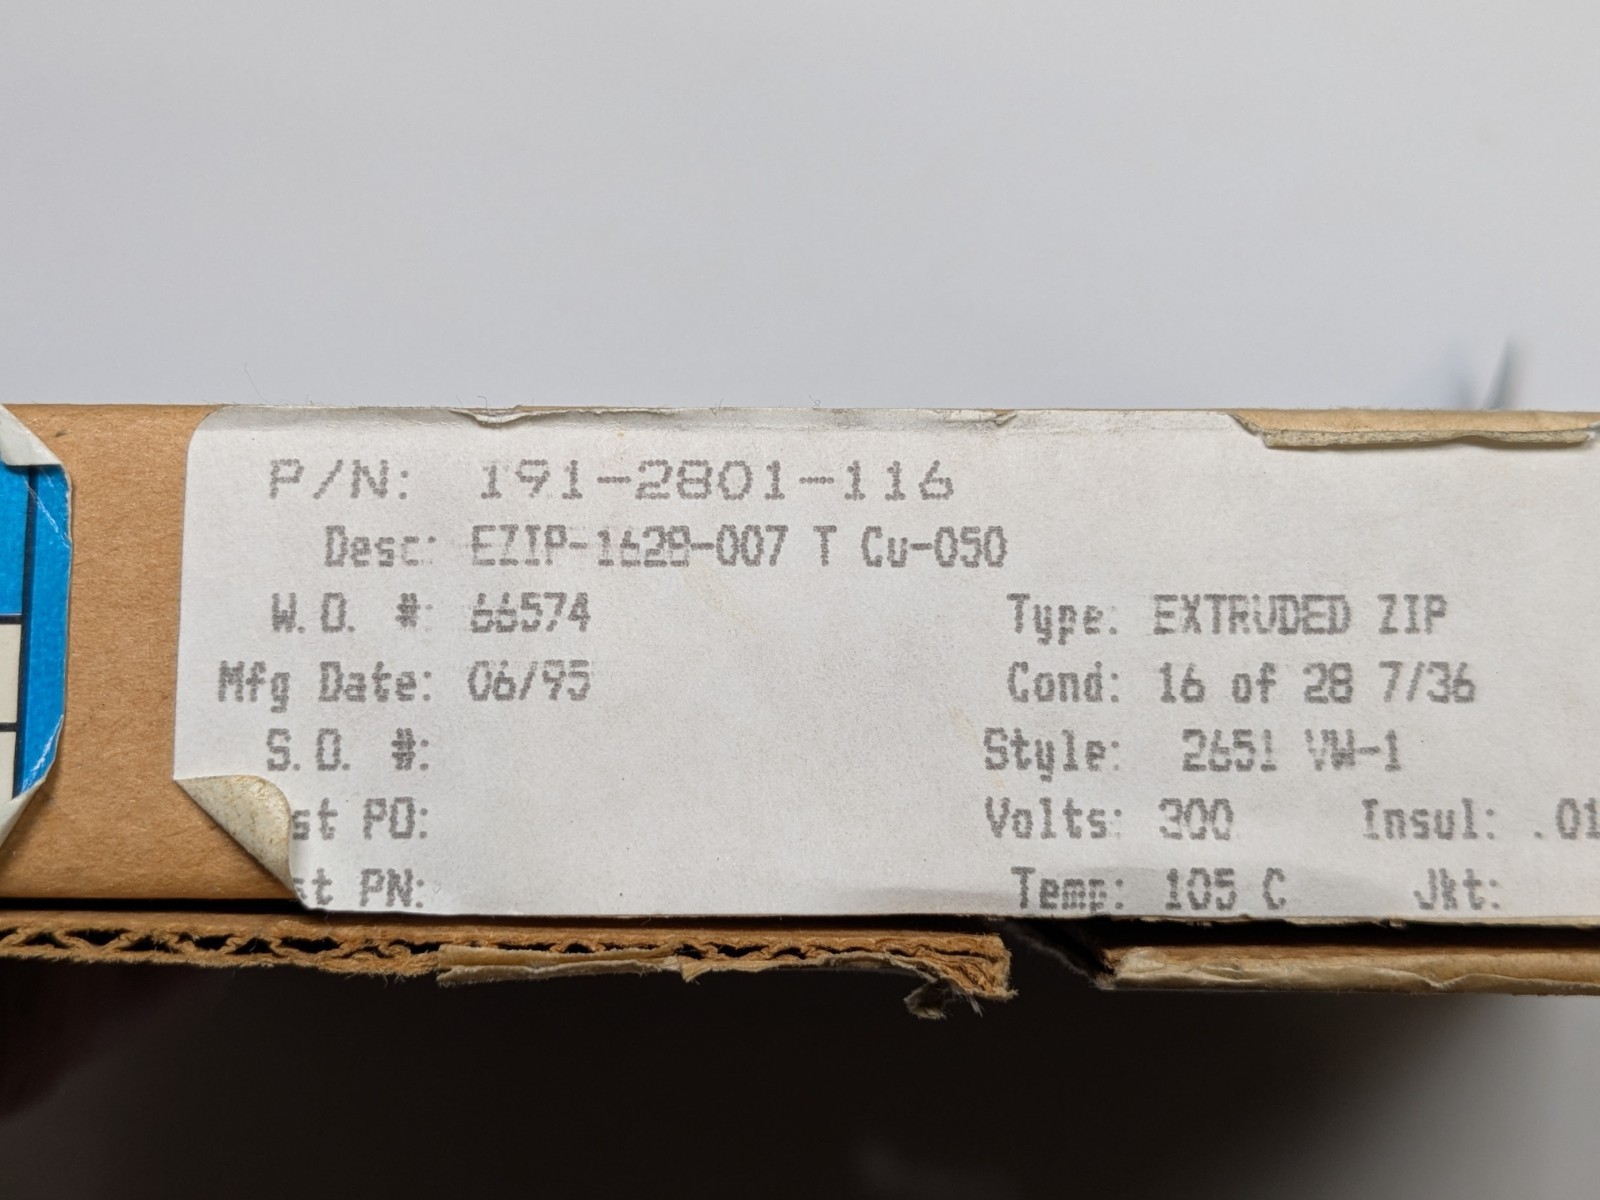 P/N: 191-2801-116
Desc: EZIP-1628-007 T Cu-050
W.O. #: 66574
Type: EXTRUDED ZIP
Mfg Date: 06/95
Cond: 16 of 28 7/36
S.O. #:
Style: 2651 VW-1
st PO:
Volts: 300 Insul: .01
st PN:
Temp: 105 C Jkt: